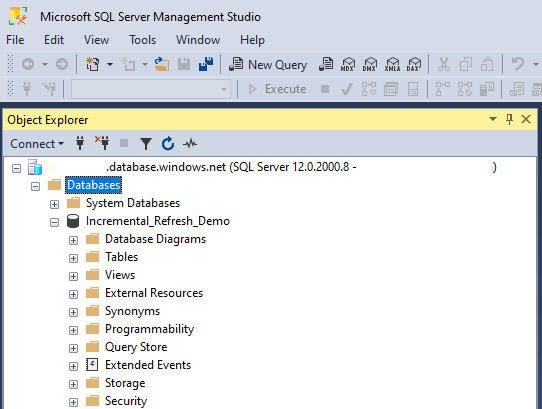 Microsoft SQL Server Management Studio
File Edit View Tools Window Help
New Query MDX DMX XMLA DAX
Execute
Object Explorer
Connect
.database.windows.net (SQL Server 12.0.2000.8 - )
Databases
System Databases
Incremental_Refresh_Demo
Database Diagrams
Tables
Views
External Resources
Synonyms
Programmability
Query Store
Extended Events
Storage
Security